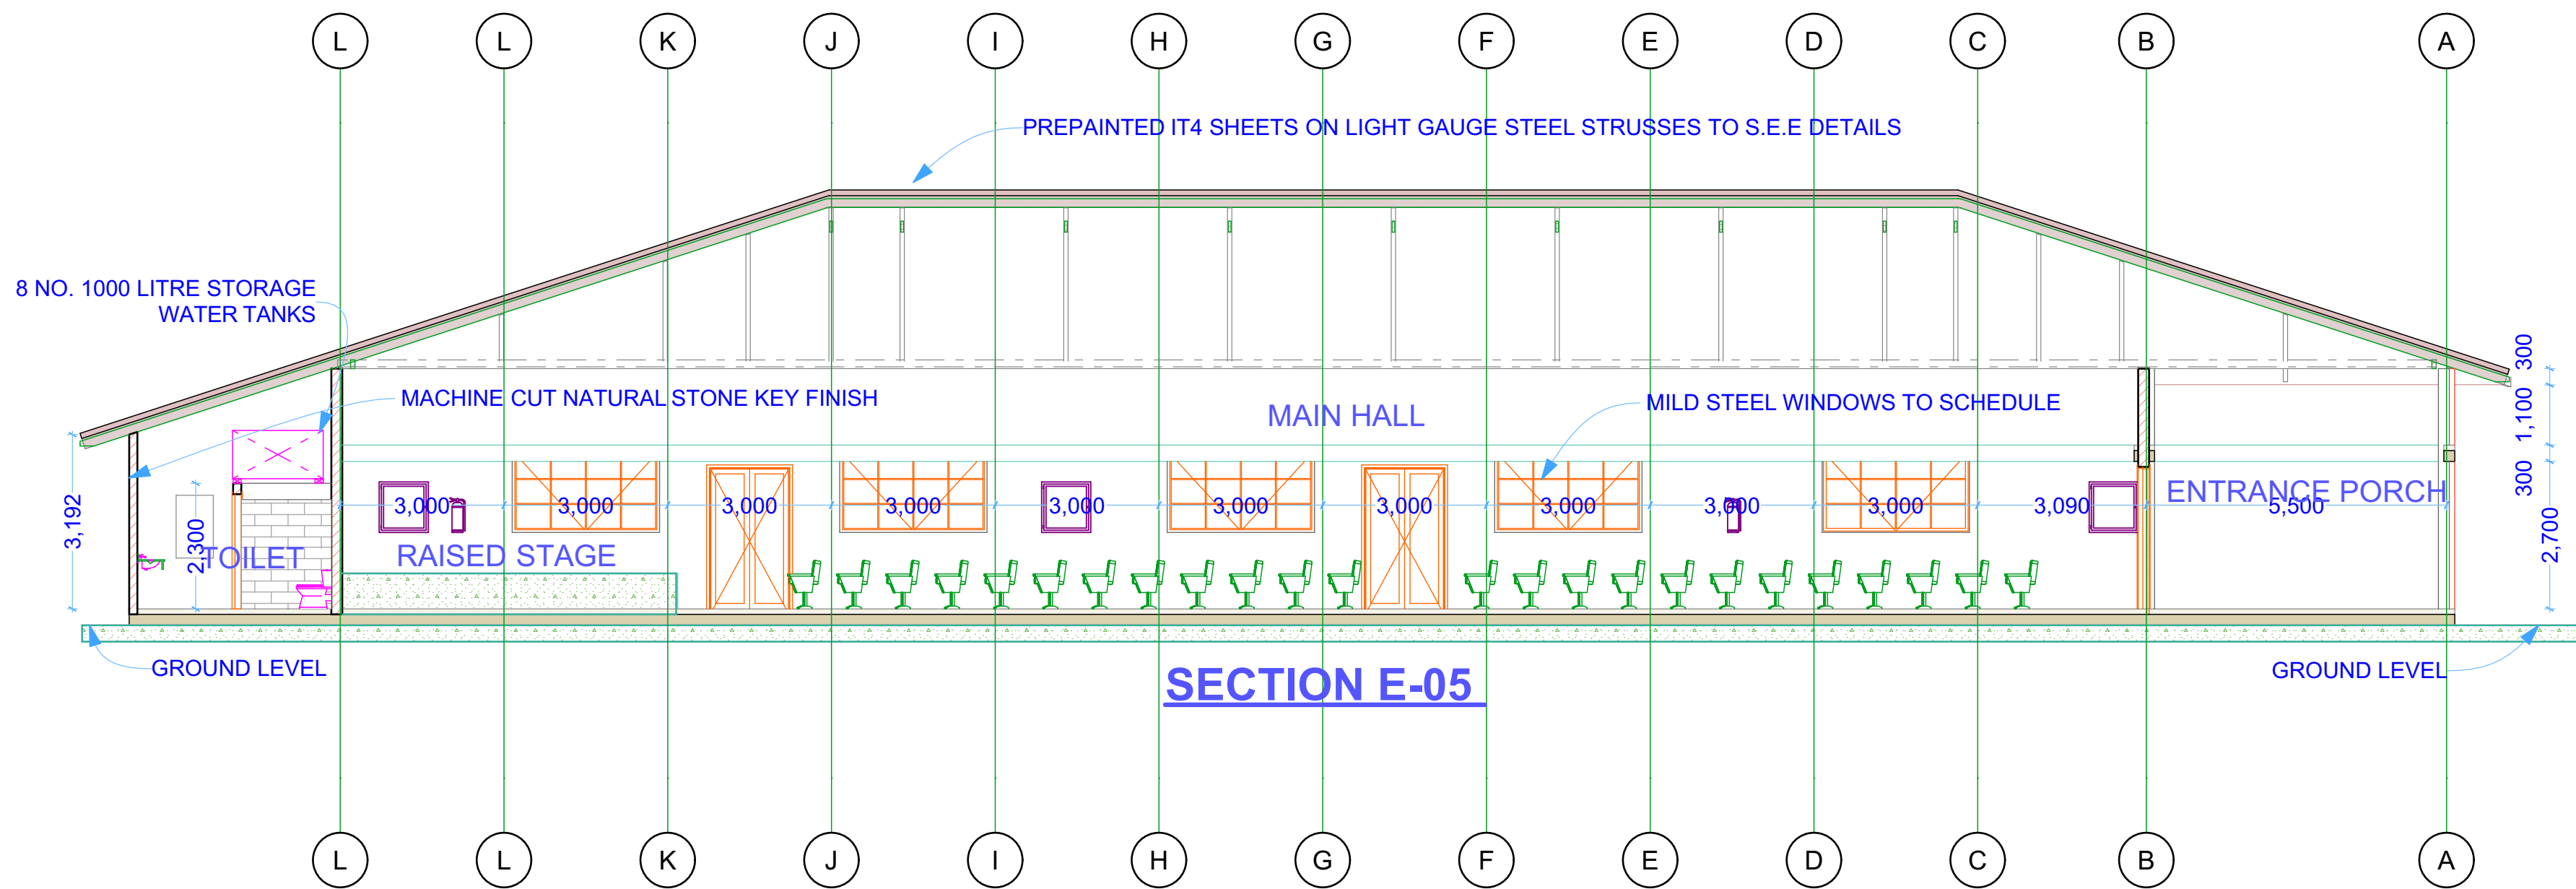 L L K J I H G F E D C B A
PREPAINTED IT4 SHEETS ON LIGHT GAUGE STEEL STRUSSES TO S.E.E DETAILS
8 NO. 1000 LITRE STORAGE
WATER TANKS
MACHINE CUT NATURAL STONE KEY FINISH
MAIN HALL
MILD STEEL WINDOWS TO SCHEDULE
300
1,100
300
2,700
3,192
2,300
3,000 3,000 3,000 3,000 3,000 3,000 3,000 3,000 3,000 3,000 3,090 5,500
ENTRANCE PORCH
TOILET
RAISED STAGE
GROUND LEVEL
GROUND LEVEL
SECTION E-05
L L K J I H G F E D C B A